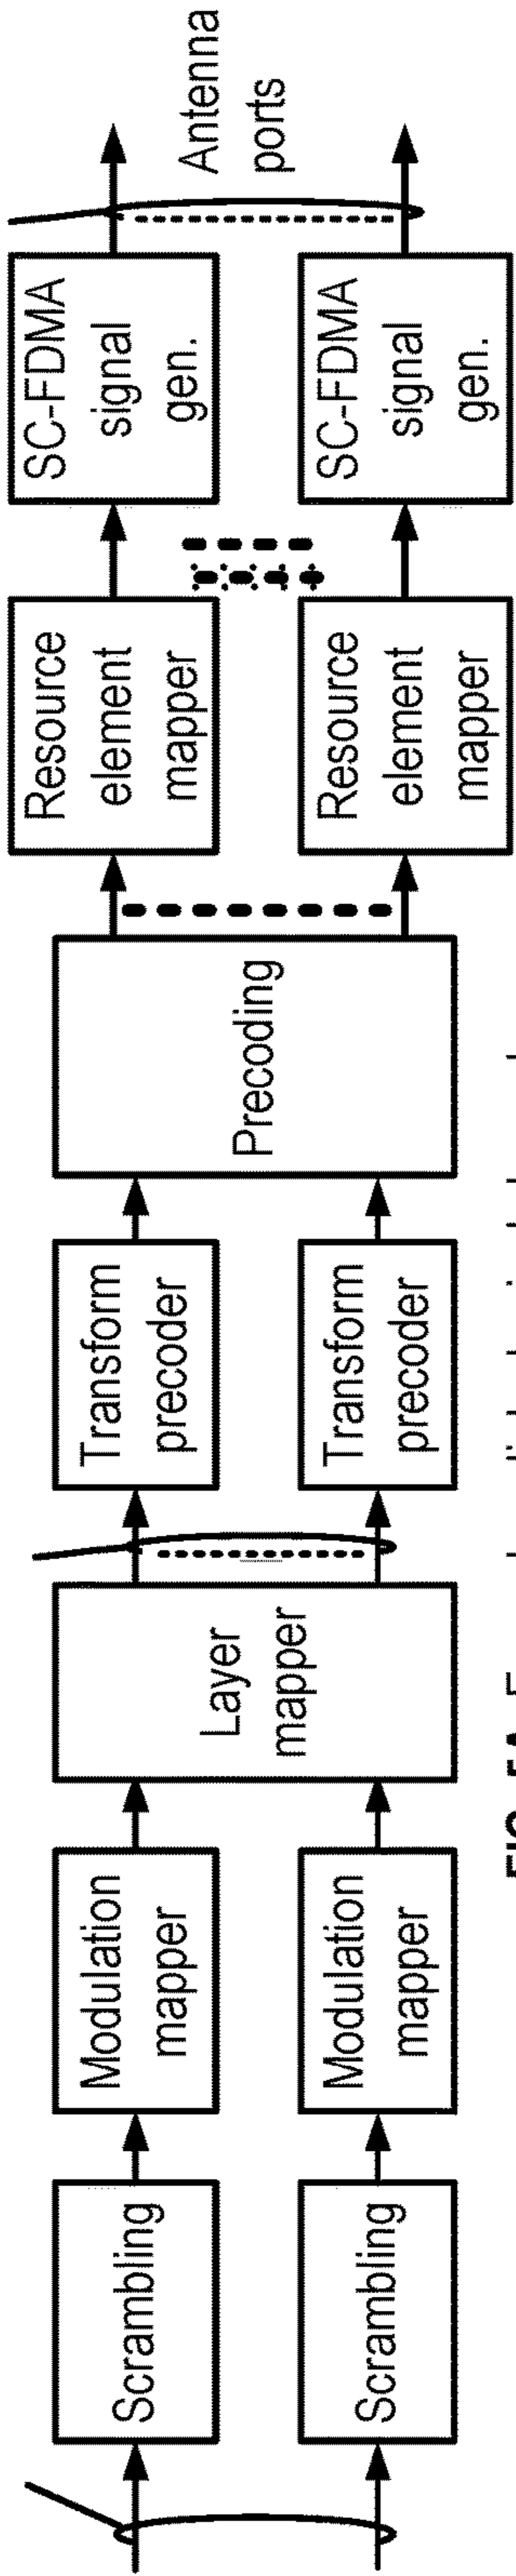 Scrambling
Scrambling
Modulation
mapper
Modulation
mapper
Layer
mapper
Transform
precoder
Transform
precoder
Precoding
Resource
element
mapper
Resource
element
mapper
SC-FDMA
signal
gen.
SC-FDMA
signal
gen.
Antenna
ports